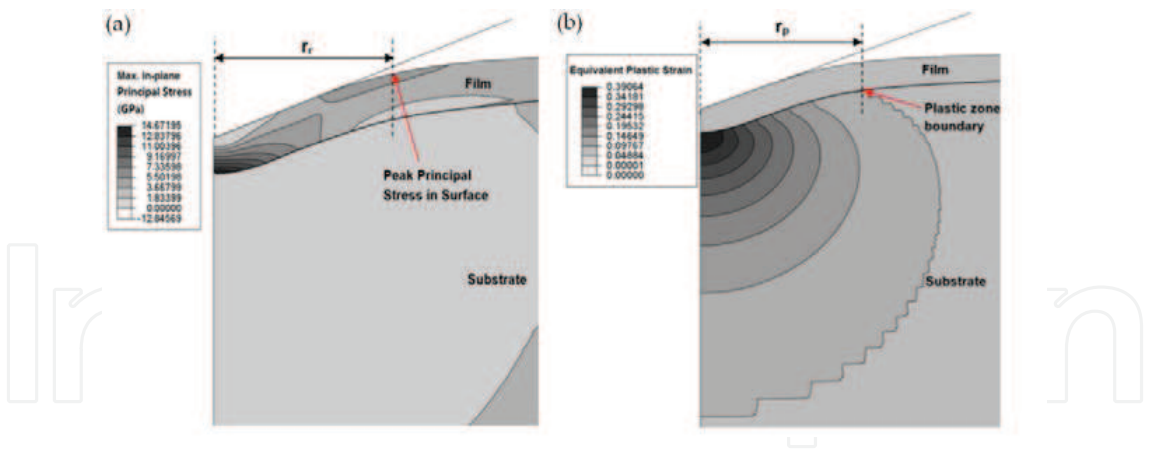 (a)
r_r
Max. In-plane
Principal Stress
(GPa)
14.67195
12.83796
11.00396
9.16997
7.33598
5.50198
3.66799
1.83399
0.00000
-12.84569
Film
Peak Principal
Stress in Surface
Substrate
(b)
r_p
Equivalent Plastic Strain
0.39064
0.34181
0.29298
0.24415
0.19532
0.14649
0.09767
0.04884
0.00001
0.00000
Film
Plastic zone
boundary
Substrate